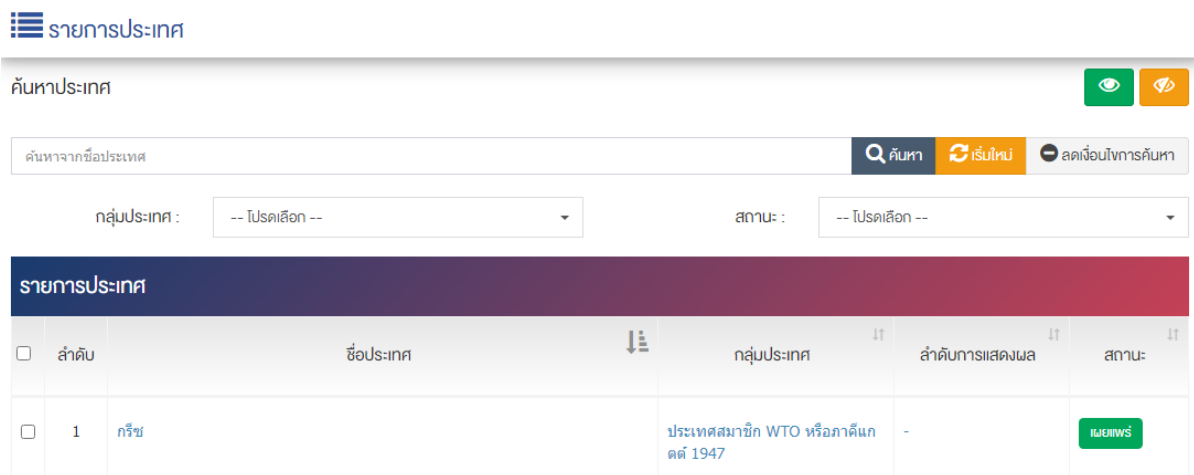 รายการประเทศ
ค้นหาประเทศ
ค้นหาจากชื่อประเทศ ค้นหา เริ่มใหม่ ลดเงื่อนไขการค้นหา
กลุ่มประเทศ : -- โปรดเลือก -- สถานะ : -- โปรดเลือก --
รายการประเทศ
ลำดับ ชื่อประเทศ กลุ่มประเทศ ลำดับการแสดงผล สถานะ
1 กรีซ ประเทศสมาชิก WTO หรือภาคีแก - เผยแพร่
ตต์ 1947